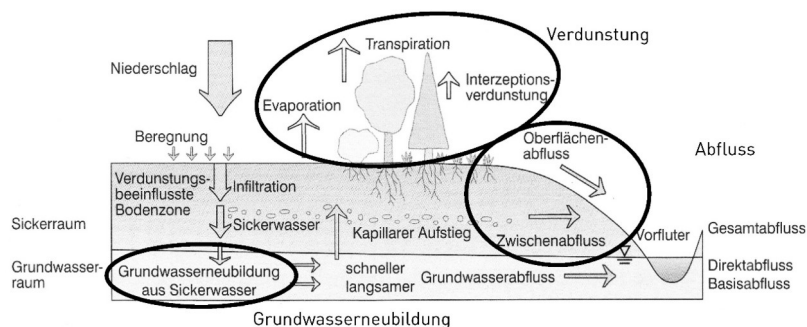 Verdunstung
Transpiration
Niederschlag
Interzeptions-
verdunstung
Evaporation
Beregnung
Oberflächen-
abfluss
Abfluss
Verdunstungs-
beeinflusste
Bodenzone
Infiltration
Sickerraum
Sickerwasser
Kapillarer Aufstieg
Zwischenabfluss
Vorfluter
Gesamtabfluss
Grundwasser-
raum
Grundwasserneubildung
aus Sickerwasser
schneller
langsamer
Grundwasserabfluss
Direktabfluss
Basisabfluss
Grundwasserneubildung